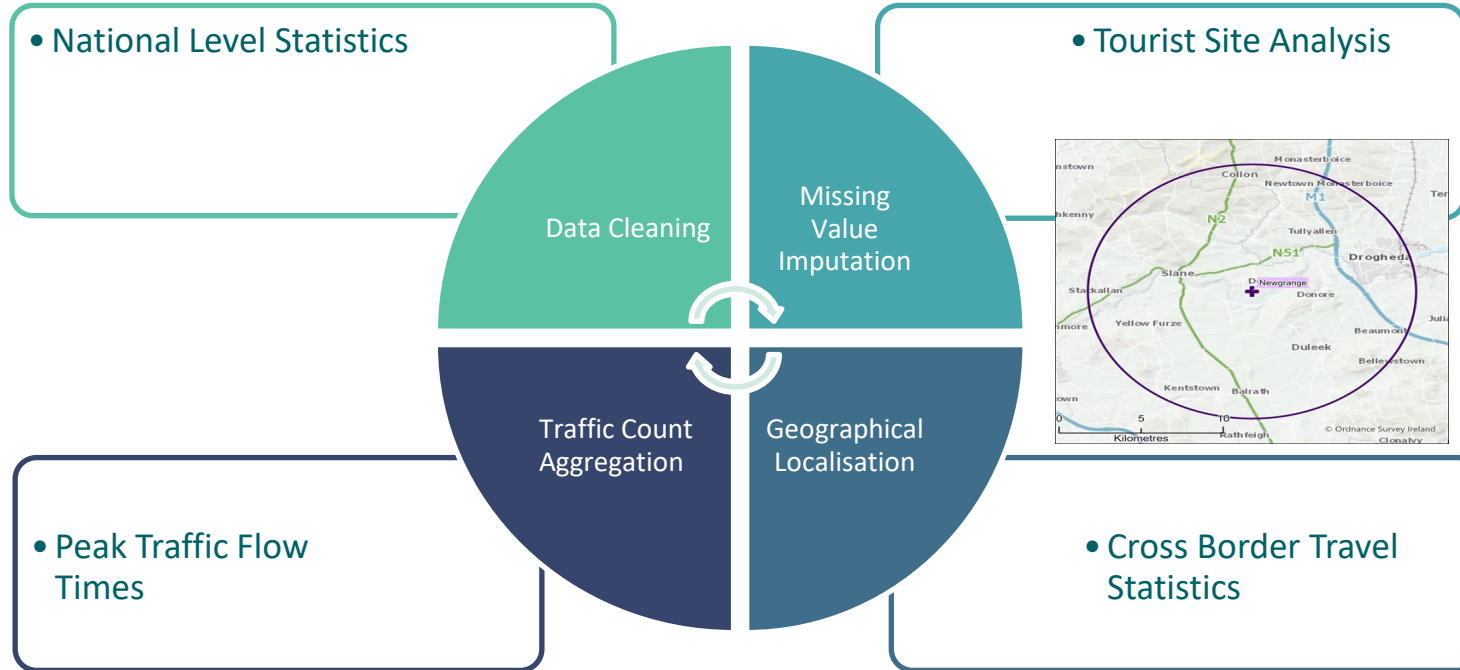 • National Level Statistics
• Tourist Site Analysis
Data Cleaning
Missing
Value
Imputation
Traffic Count
Aggregation
Geographical
Localisation
• Peak Traffic Flow
Times
• Cross Border Travel
Statistics
Monasterboice
Collon
Newtown Monasterboice
M1
N2
Tullyallen
N51
Drogheda
Slane
Newgrange
Stackallan
Donore
Yellow Furze
Beaumont
Duleek
Bellewstown
Kentstown
Balrath
0 5 10
Kilometres
Rathfeigh
© Ordnance Survey Ireland
Clonalvy